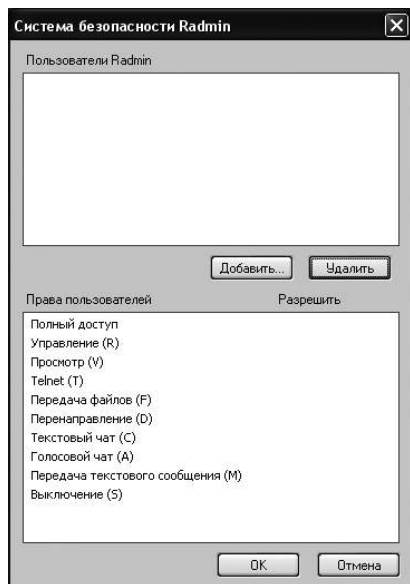 Система безопасности Radmin
Пользователи Radmin
Добавить... Удалить
Права пользователей Разрешить
Полный доступ
Управление (R)
Просмотр (V)
Telnet (T)
Передача файлов (F)
Перенаправление (D)
Текстовый чат (C)
Голосовой чат (A)
Передача текстового сообщения (M)
Выключение (S)
OK Отмена